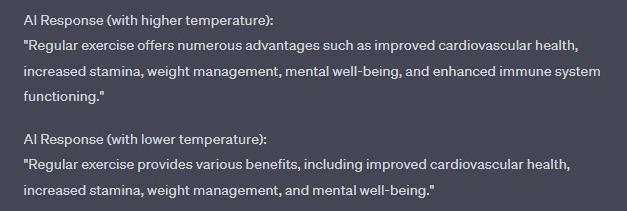 AI Response (with higher temperature):
"Regular exercise offers numerous advantages such as improved cardiovascular health,
increased stamina, weight management, mental well-being, and enhanced immune system
functioning."
AI Response (with lower temperature):
"Regular exercise provides various benefits, including improved cardiovascular health,
increased stamina, weight management, and mental well-being."